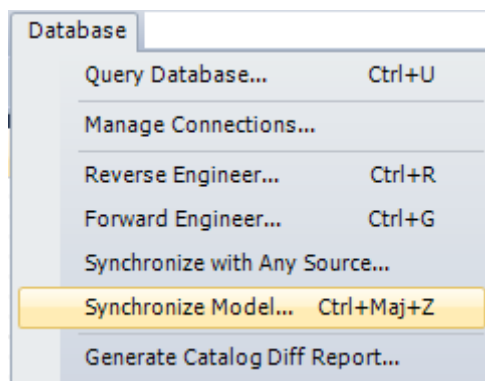 Database
Query Database... Ctrl+U
Manage Connections...
Reverse Engineer... Ctrl+R
Forward Engineer... Ctrl+G
Synchronize with Any Source...
Synchronize Model... Ctrl+Maj+Z
Generate Catalog Diff Report...